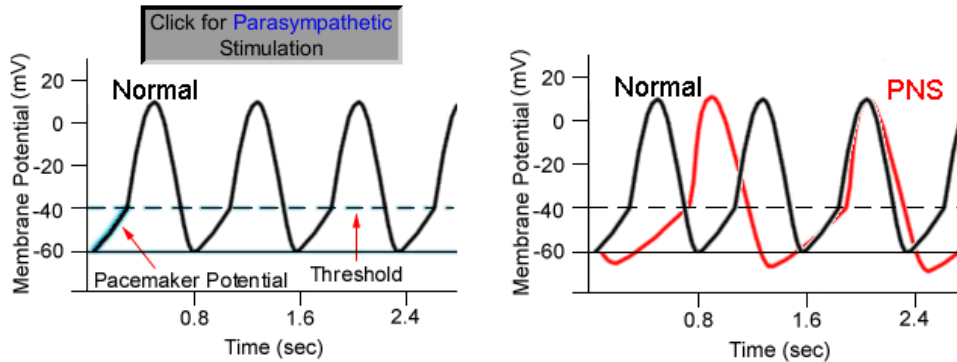 Click for Parasympathetic
Stimulation
Membrane Potential (mV)
20
0
-20
-40
-60
Normal
Pacemaker Potential
Threshold
0.8
1.6
2.4
Time (sec)
Membrane Potential (mV)
20
0
-20
-40
-60
Normal
PNS
0.8
1.6
2.4
Time (sec)